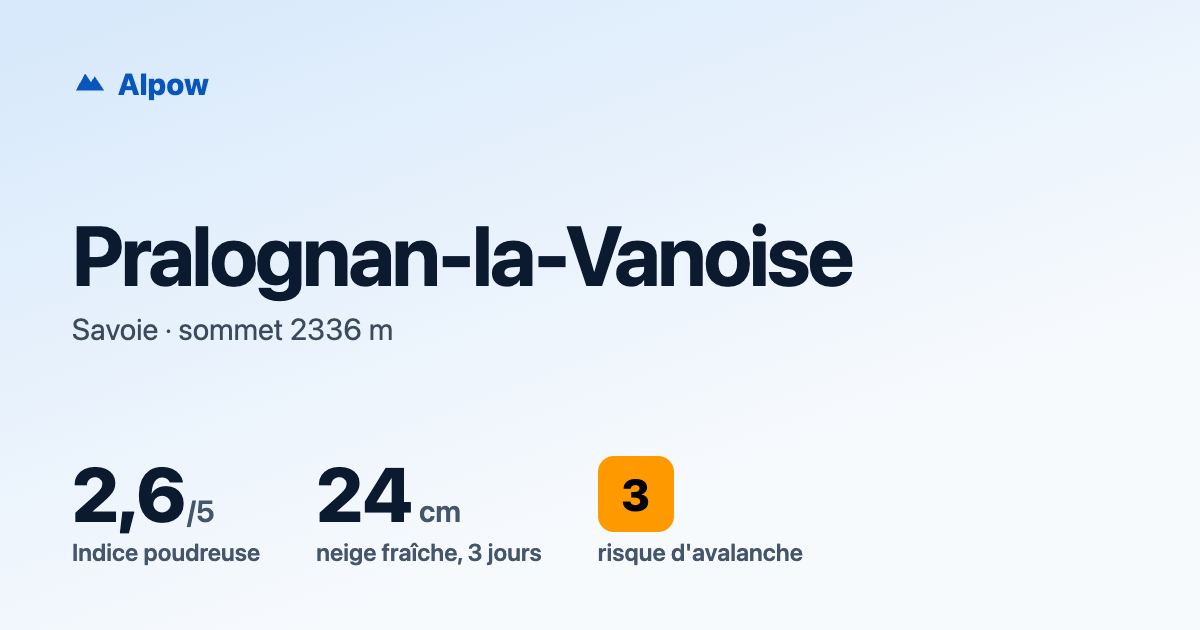 Alpow
Pralognan-la-Vanoise
Savoie · sommet 2336 m
2,6/5
Indice poudreuse
24 cm
neige fraîche, 3 jours
3
risque d'avalanche